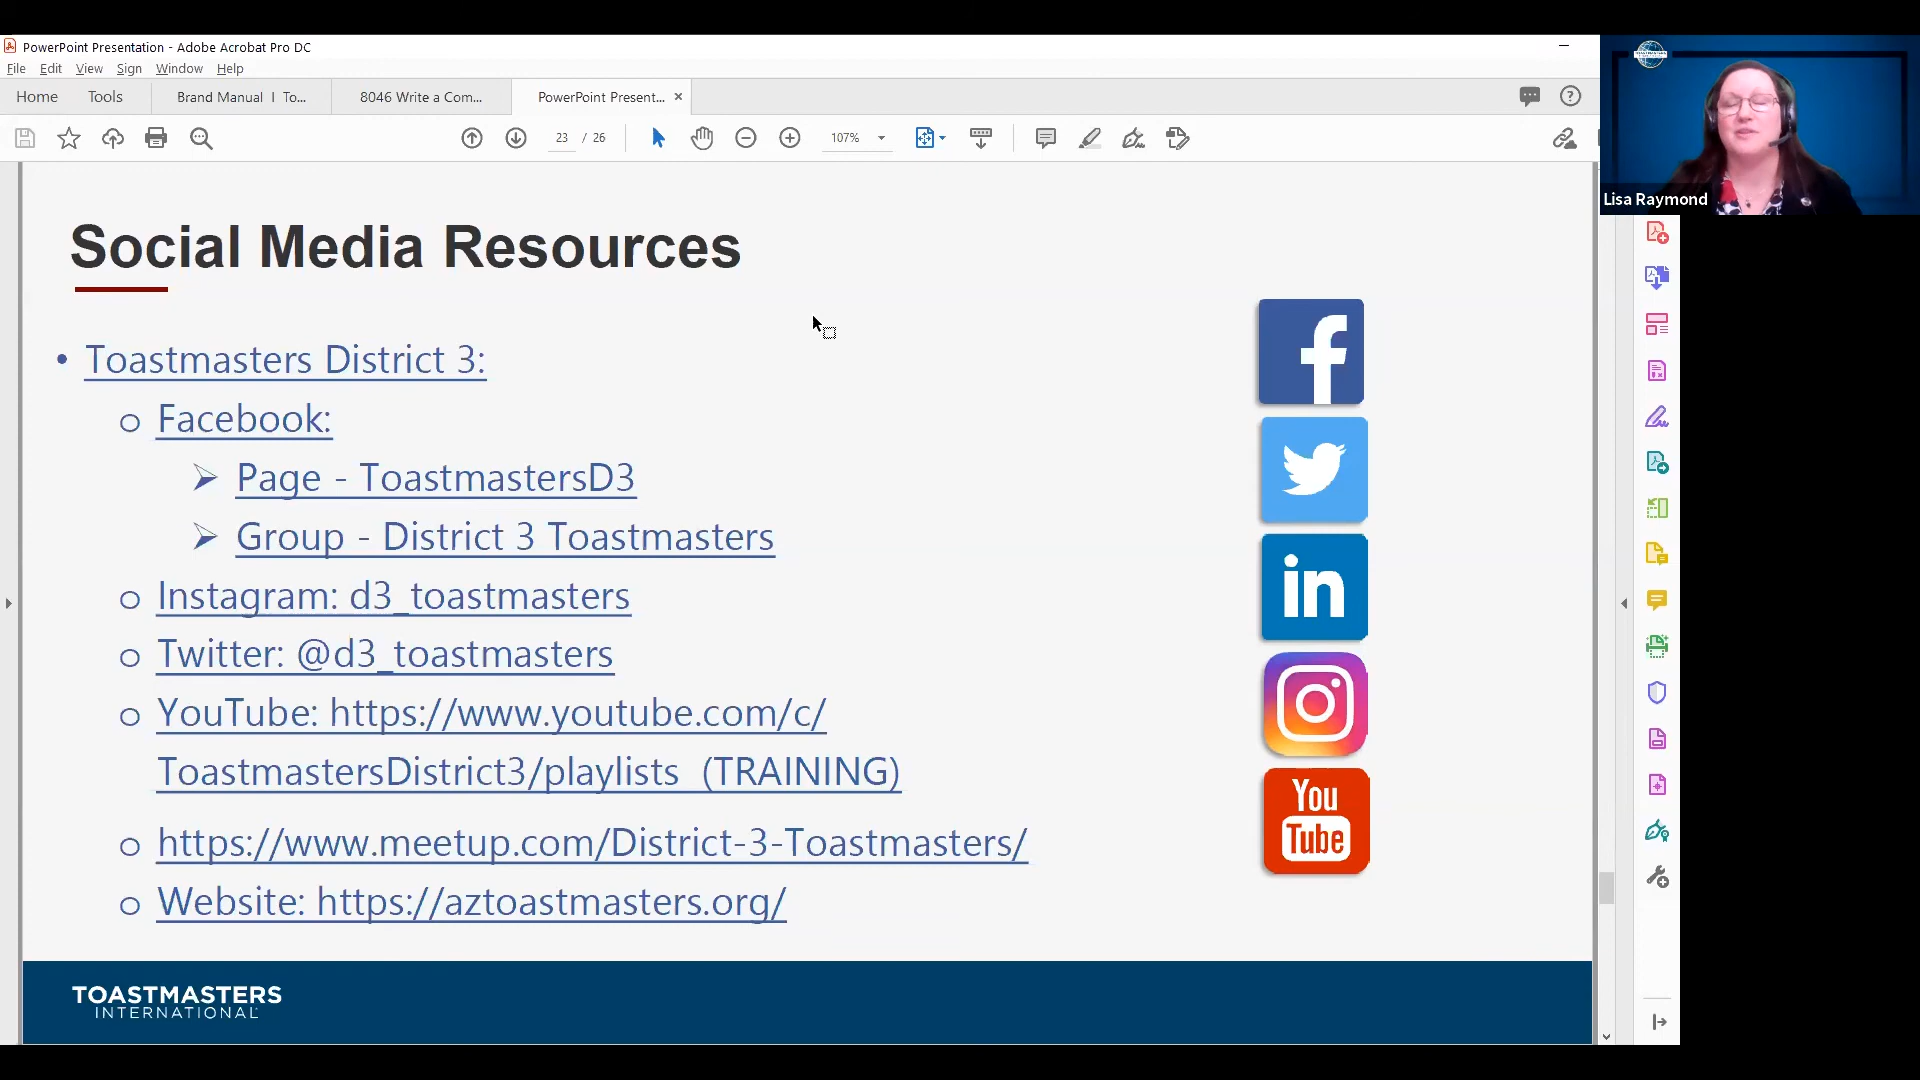 PowerPoint Presentation - Adobe Acrobat Pro DC
File Edit View Sign Window Help
Home Tools Brand Manual I To... 8046 Write a Com... PowerPoint Present... ×
23 / 26 107%
Lisa Raymond
Social Media Resources
• Toastmasters District 3:
o Facebook:
➢ Page - ToastmastersD3
➢ Group - District 3 Toastmasters
o Instagram: d3_toastmasters
o Twitter: @d3_toastmasters
o YouTube: https://www.youtube.com/c/
ToastmastersDistrict3/playlists (TRAINING)
o https://www.meetup.com/District-3-Toastmasters/
o Website: https://aztoastmasters.org/
f
in
You
Tube
TOASTMASTERS
INTERNATIONAL